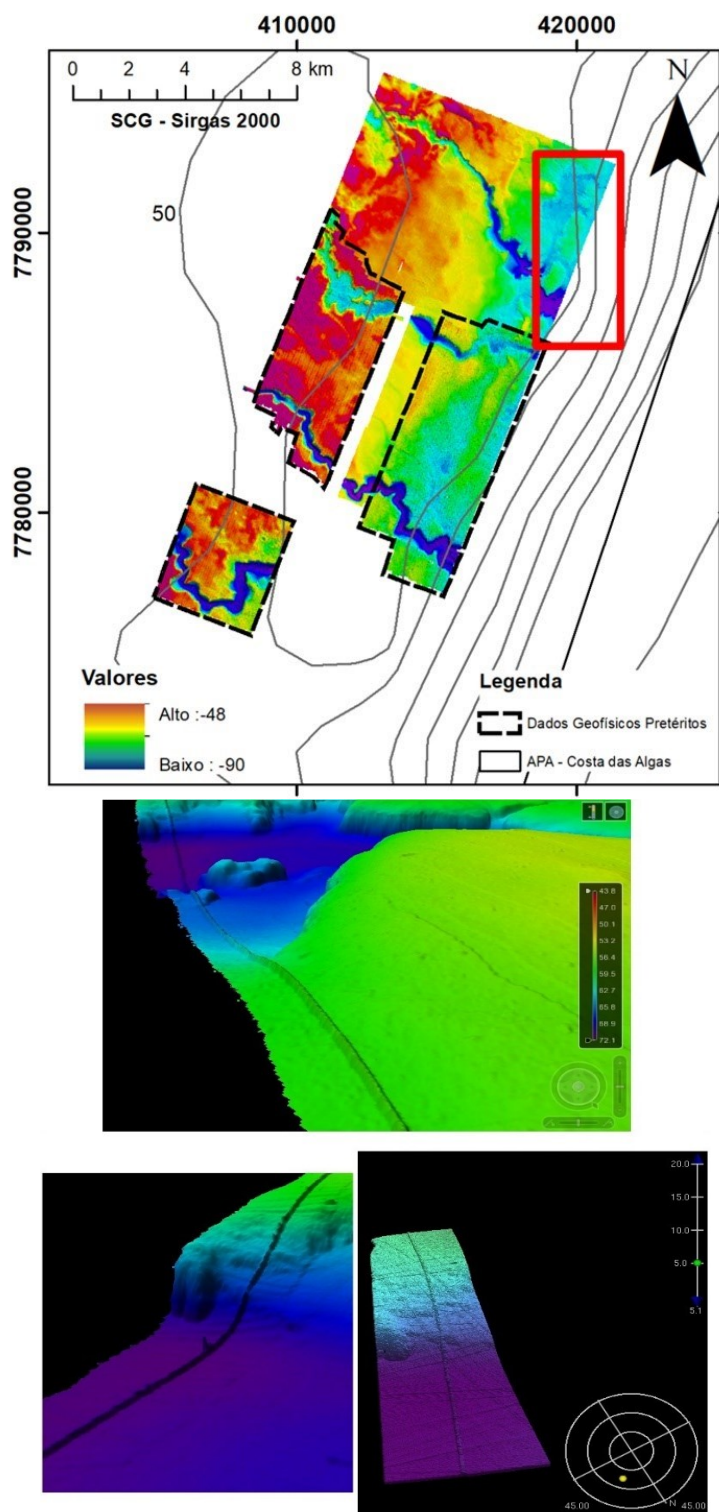 410000 420000
0 4 8 km
N
SCG - Sirgas 2000
50
7790000
7780000
Valores
Alto :-48
Baixo : -90
Legenda
Dados Geofísicos Pretéritos
APA - Costa das Algas
43.8
47.0
50.1
53.2
56.4
59.5
62.7
65.8
68.9
72.1
20.0
15.0
10.0
5.0
5.1
N
45.00 45.00